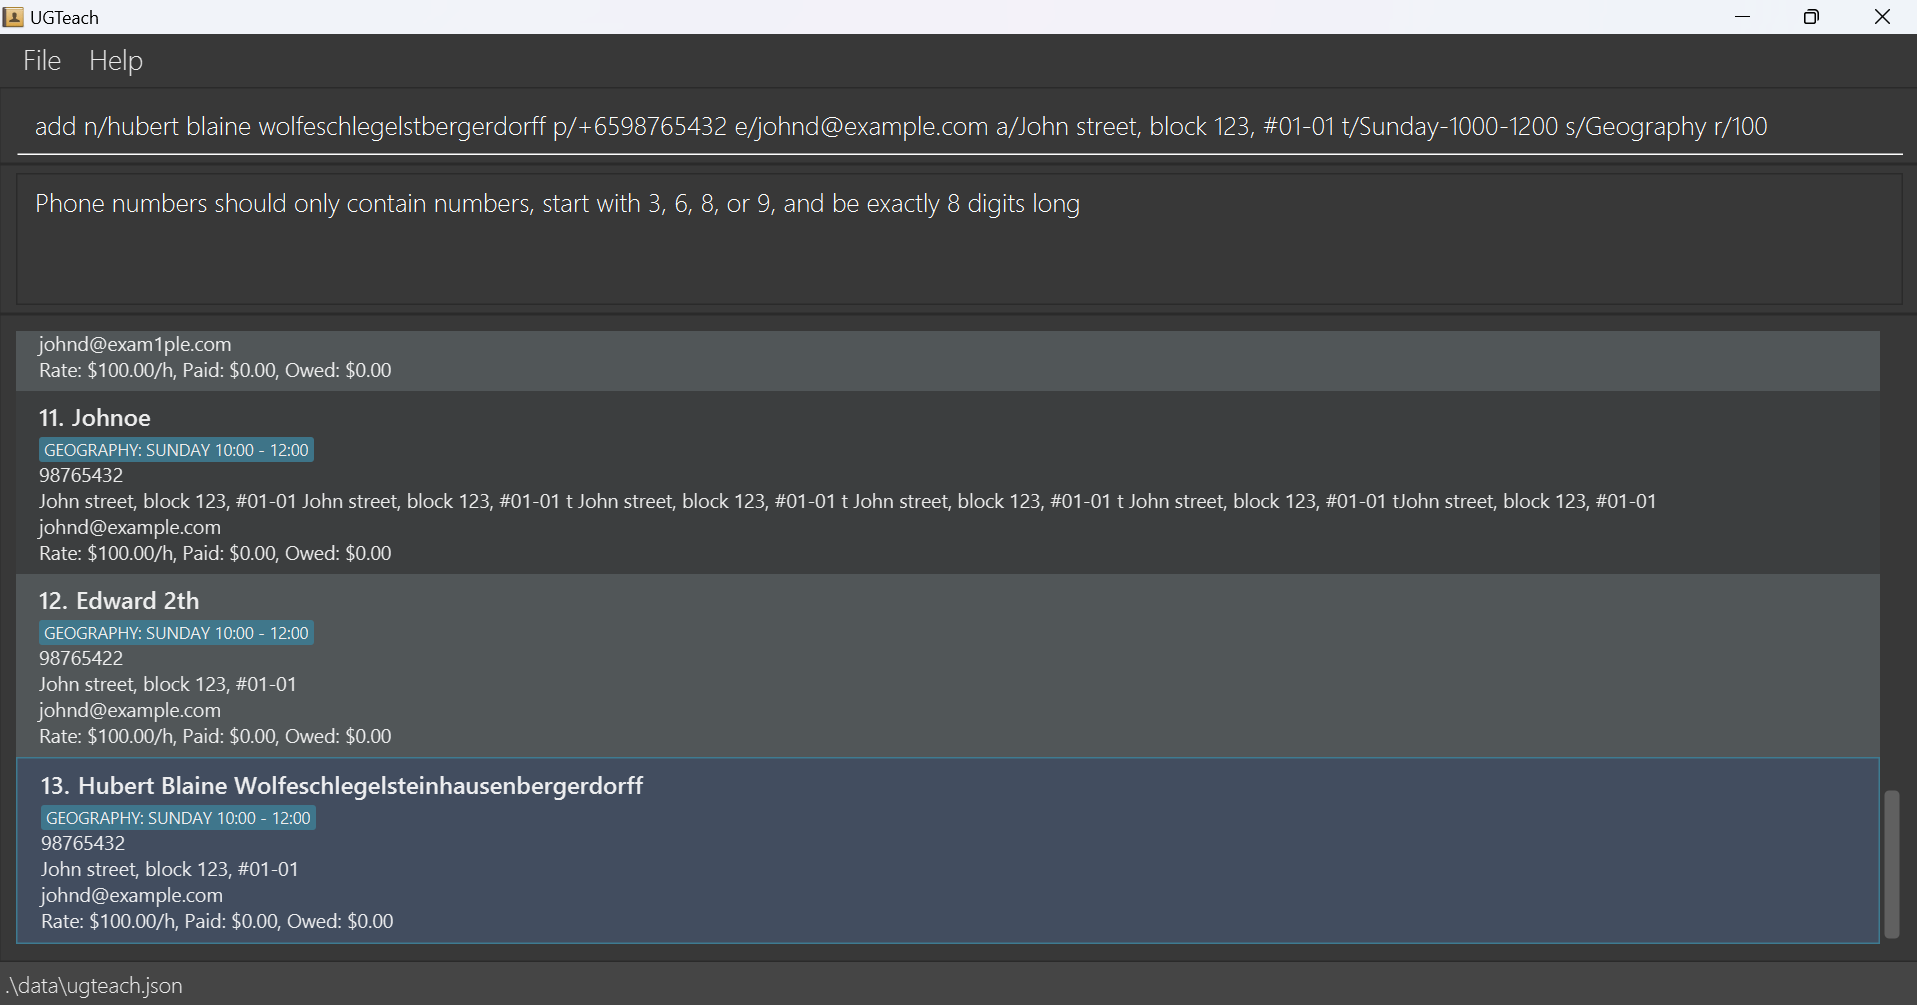 UGTeach
File Help
add n/hubert blaine wolfeschlegelstbergerdorff p/+6598765432 e/johnd@example.com a/John street, block 123, #01-01 t/Sunday-1000-1200 s/Geography r/100
Phone numbers should only contain numbers, start with 3, 6, 8, or 9, and be exactly 8 digits long
johnd@exam1ple.com
Rate: $100.00/h, Paid: $0.00, Owed: $0.00
11. Johnoe
GEOGRAPHY: SUNDAY 10:00 - 12:00
98765432
John street, block 123, #01-01 John street, block 123, #01-01 t John street, block 123, #01-01 t John street, block 123, #01-01 t John street, block 123, #01-01 tJohn street, block 123, #01-01
johnd@example.com
Rate: $100.00/h, Paid: $0.00, Owed: $0.00
12. Edward 2th
GEOGRAPHY: SUNDAY 10:00 - 12:00
98765422
John street, block 123, #01-01
johnd@example.com
Rate: $100.00/h, Paid: $0.00, Owed: $0.00
13. Hubert Blaine Wolfeschlegelsteinhausenbergerdorff
GEOGRAPHY: SUNDAY 10:00 - 12:00
98765432
John street, block 123, #01-01
johnd@example.com
Rate: $100.00/h, Paid: $0.00, Owed: $0.00
.\data\ugteach.json